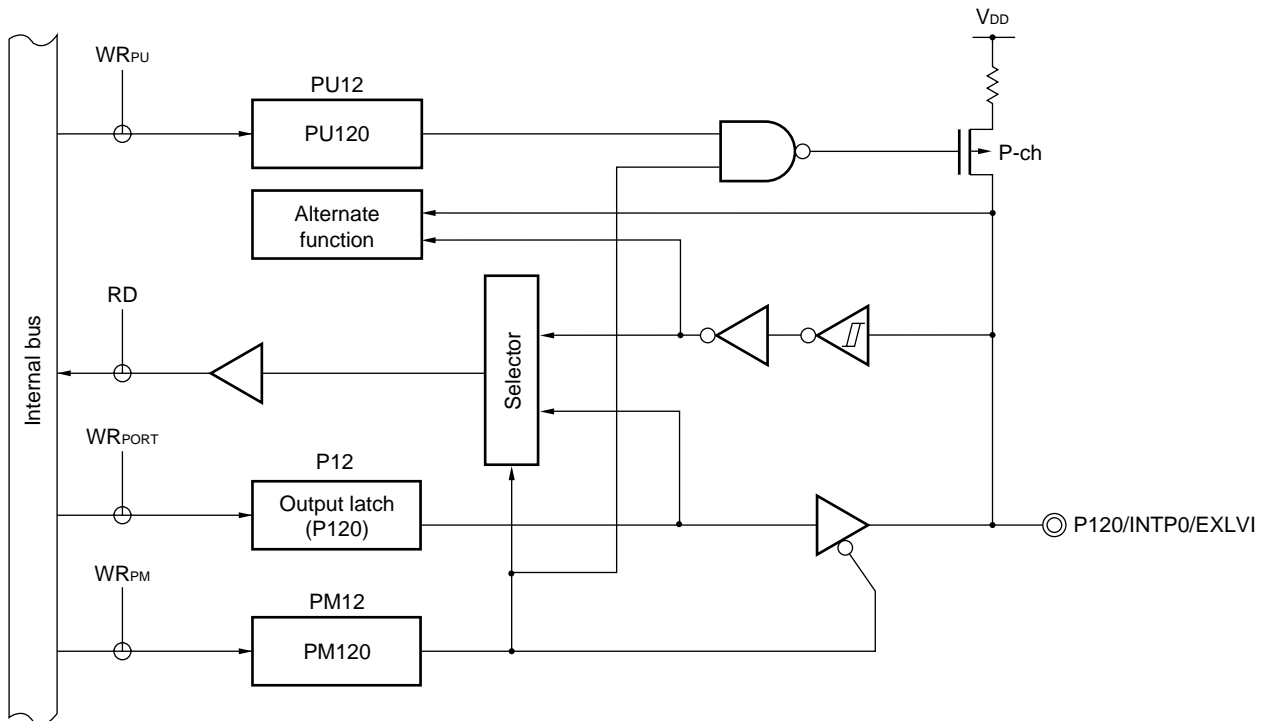 VDD
WRPU
PU12
PU120
P-ch
Alternate
function
RD
Internal bus
Selector
WRPORT
P12
Output latch
(P120)
P120/INTP0/EXLVI
WRPM
PM12
PM120